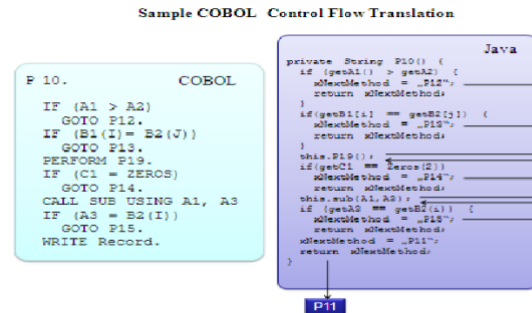 Sample COBOL Control Flow Translation
P 10. COBOL
IF (A1 > A2)
GOTO P12.
IF (B1(I)= B2(J))
GOTO P13.
PERFORM P19.
IF (C1 = ZEROS)
GOTO P14.
CALL SUB USING A1, A3
IF (A3 = B2(I))
GOTO P15.
WRITE Record.
Java
private String P10() {
if (getA1() > getA2) {
xNextMethod = „P12“;
return xNextMethod;
}
if(getB1[i] == getB2[j]) {
xNextMethod = „P13“;
return xNextMethod;
}
this.P19();
if(getC1 == Zeros(2))
xNextMethod = „P14“;
return xNextMethod;
this.sub(A1,A3);
if (getA3 == getB2(i)) {
xNextMethod = „P15“;
return xNextMethod;
xNextMethod = „P11“;
return xNextMethod;
}
P11